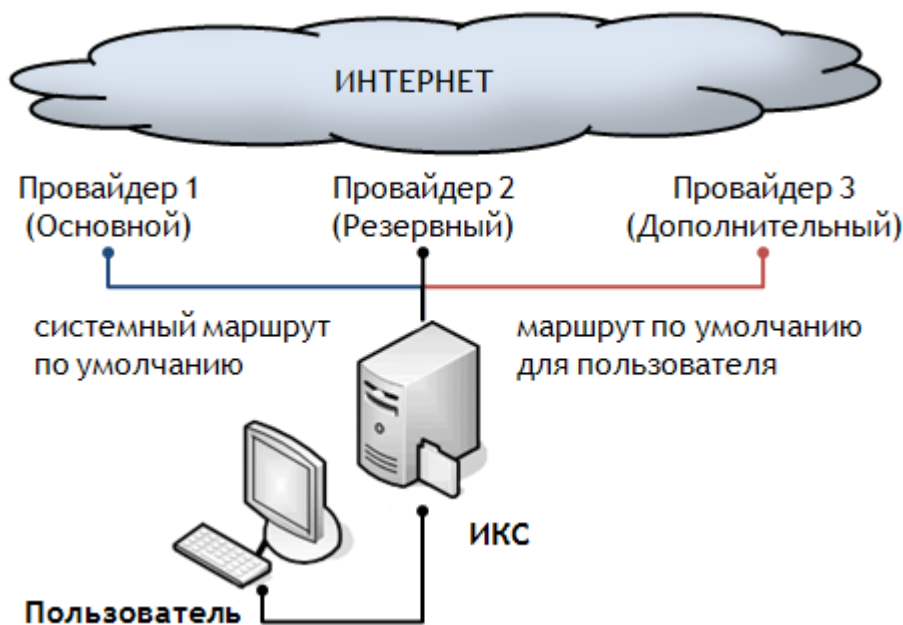 ИНТЕРНЕТ
Провайдер 1
(Основной)
Провайдер 2
(Резервный)
Провайдер 3
(Дополнительный)
системный маршрут
по умолчанию
маршрут по умолчанию
для пользователя
ИКС
Пользователь